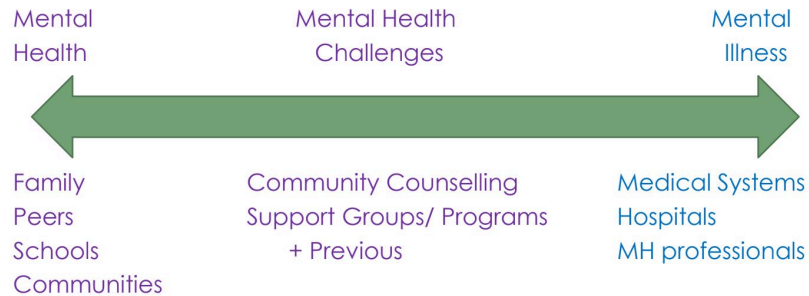 Mental Health
Mental Health Challenges
Mental Illness
Family
Peers
Schools
Communities
Community Counselling
Support Groups/ Programs
+ Previous
Medical Systems
Hospitals
MH professionals